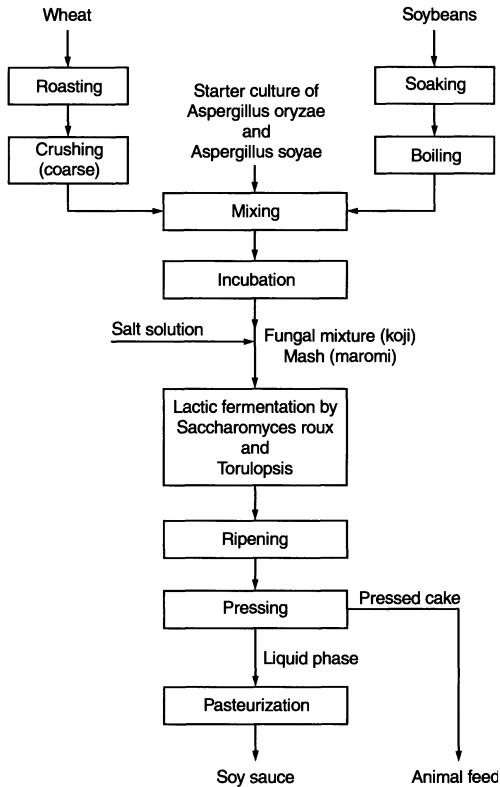 Wheat
Soybeans
Roasting
Soaking
Starter culture of
Aspergillus oryzae
and
Aspergillus soyae
Crushing
(coarse)
Boiling
Mixing
Incubation
Salt solution
Fungal mixture (koji)
Mash (maromi)
Lactic fermentation by
Saccharomyces roux
and
Torulopsis
Ripening
Pressing
Pressed cake
Liquid phase
Pasteurization
Soy sauce
Animal feed